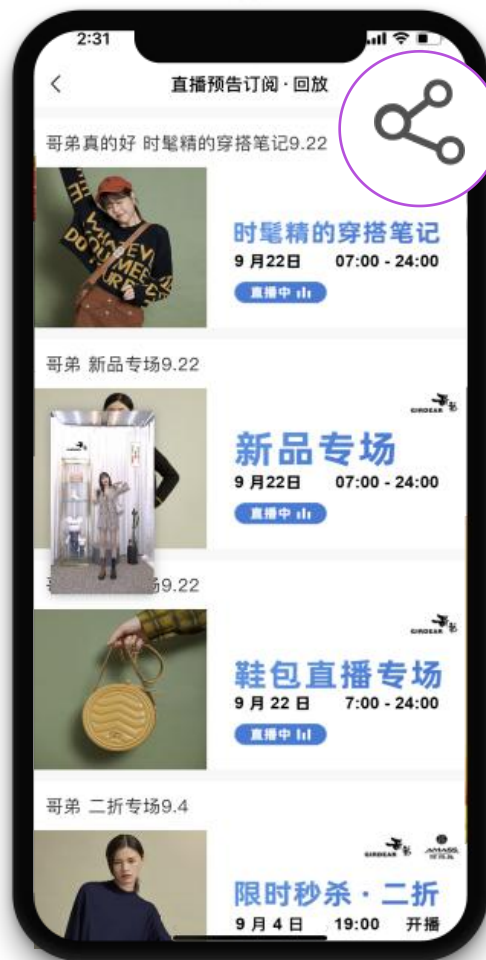 2:31
直播预告订阅·回放
哥弟真的好 时髦精的穿搭笔记9.22
时髦精的穿搭笔记
9月22日 07:00 - 24:00
直播中
哥弟 新品专场9.22
GIRDEAR
新品专场
9月22日 07:00 - 24:00
直播中
场9.22
GIRDEAR
鞋包直播专场
9 月 22 日 7:00 - 24:00
直播中
哥弟 二折专场9.4
GIRDEAR AMASS
限时秒杀·二折
9 月 4 日 19:00 开播